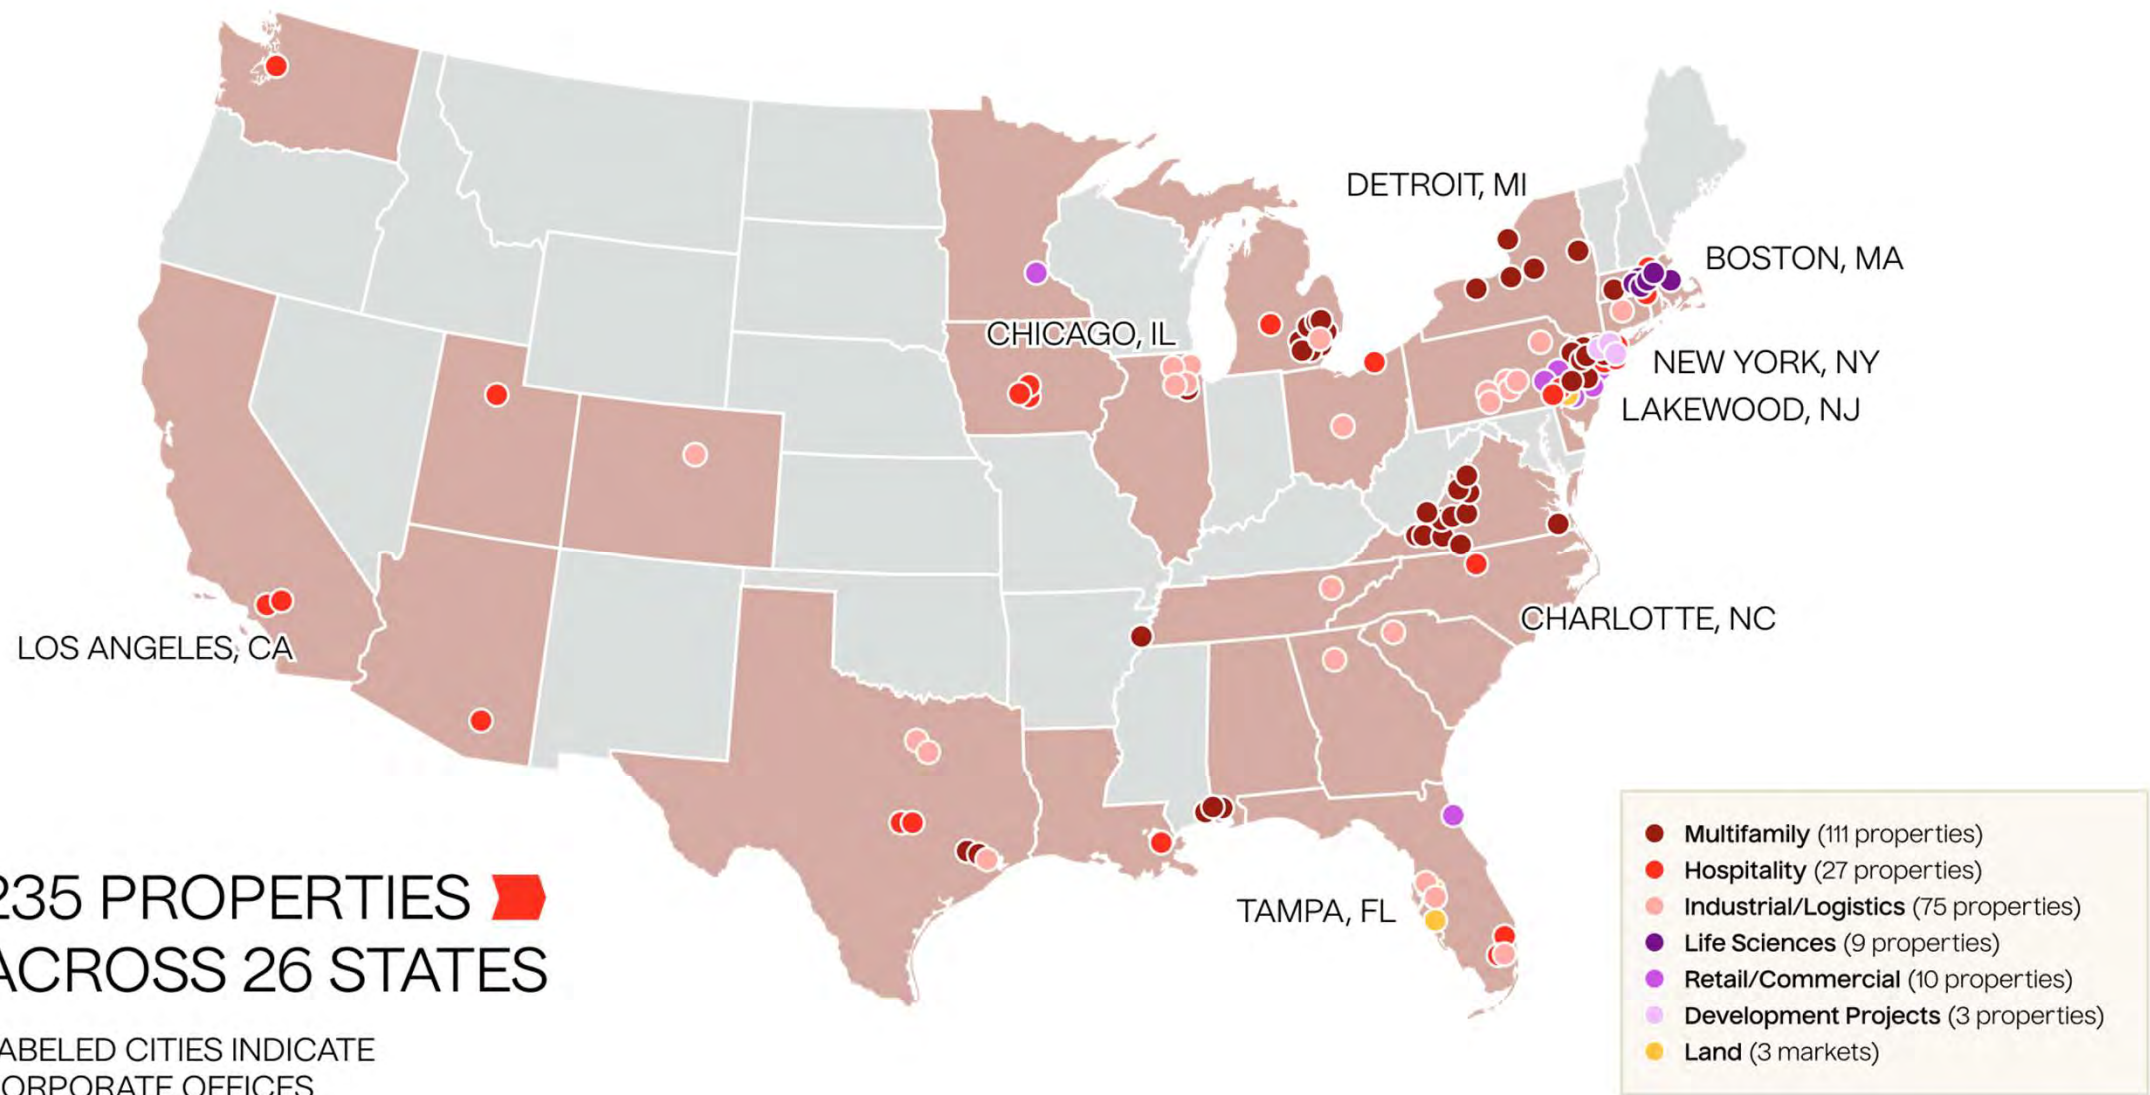 DETROIT, MI
BOSTON, MA
CHICAGO, IL
NEW YORK, NY
LAKEWOOD, NJ
CHARLOTTE, NC
LOS ANGELES, CA
TAMPA, FL
235 PROPERTIES
ACROSS 26 STATES
LABELED CITIES INDICATE
CORPORATE OFFICES
Multifamily (111 properties)
Hospitality (27 properties)
Industrial/Logistics (75 properties)
Life Sciences (9 properties)
Retail/Commercial (10 properties)
Development Projects (3 properties)
Land (3 markets)